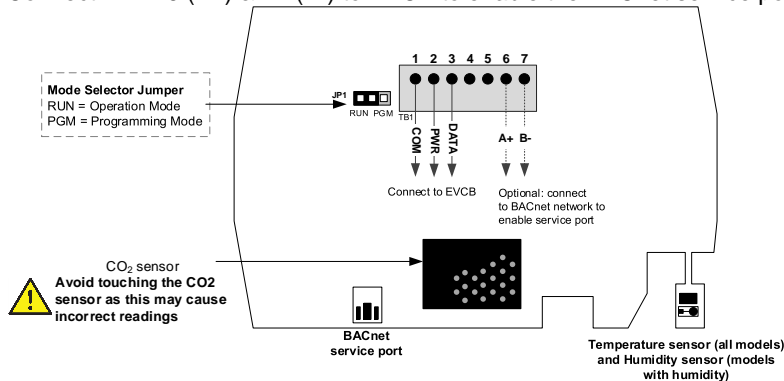 1 2 3 4 5 6 7
Mode Selector Jumper
RUN = Operation Mode
PGM = Programming Mode
JP1
RUN PGM
TB1
COM
PWR
DATA
A+ B-
Connect to EVCB
Optional: connect
to BACnet network to
enable service port
CO2 sensor
Avoid touching the CO2
sensor as this may cause
incorrect readings
BACnet
service port
Temperature sensor (all models)
and Humidity sensor (models
with humidity)